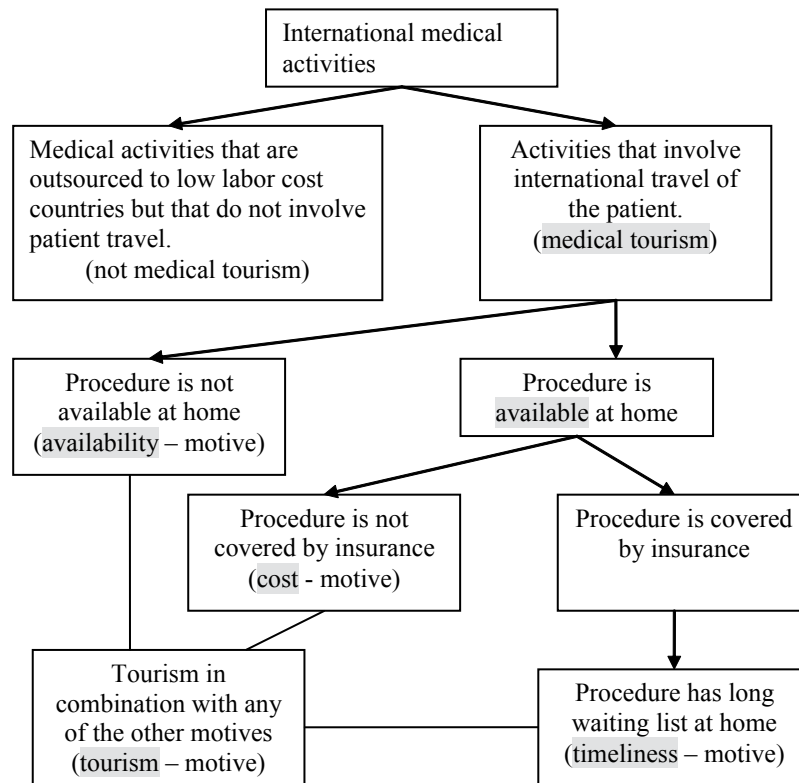 International medical
activities
Medical activities that are
outsourced to low labor cost
countries but that do not involve
patient travel.
(not medical tourism)
Activities that involve
international travel of
the patient.
(medical tourism)
Procedure is not
available at home
(availability – motive)
Procedure is
available at home
Procedure is not
covered by insurance
(cost - motive)
Procedure is covered
by insurance
Tourism in
combination with any
of the other motives
(tourism – motive)
Procedure has long
waiting list at home
(timeliness – motive)